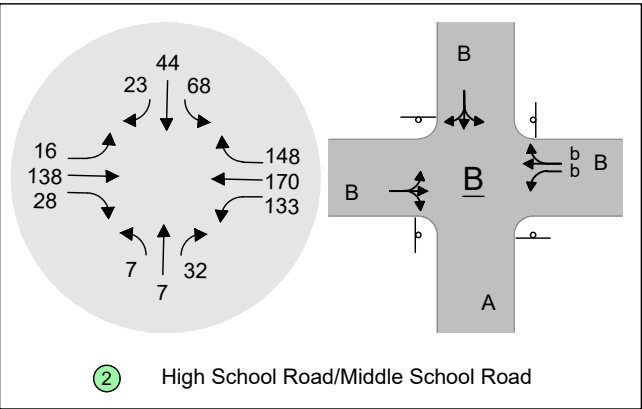 44
23 68
16
138
28
148
170
133
7 32
7
B
B
B
b
b
B
A
2 High School Road/Middle School Road